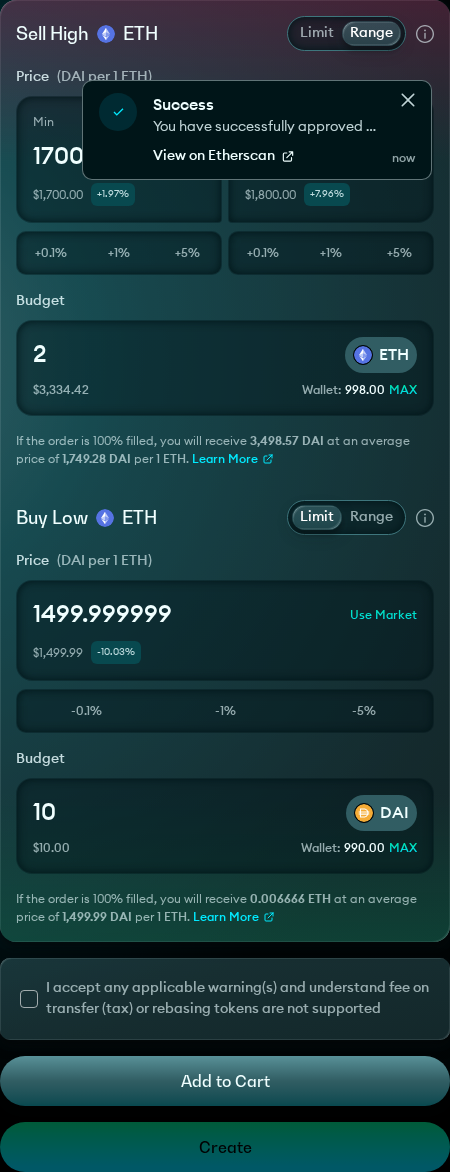 Sell High ETH Limit Range
Price (DAI per 1 ETH)
Success
You have successfully approved ...
View on Etherscan
now
Min
1700
$1,700.00 +1.97% $1,800.00 +7.96%
+0.1% +1% +5% +0.1% +1% +5%
Budget
2 ETH
$3,334.42 Wallet: 998.00 MAX
If the order is 100% filled, you will receive 3,498.57 DAI at an average
price of 1,749.28 DAI per 1 ETH. Learn More
Buy Low ETH Limit Range
Price (DAI per 1 ETH)
1499.999999 Use Market
$1,499.99 -10.03%
-0.1% -1% -5%
Budget
10 DAI
$10.00 Wallet: 990.00 MAX
If the order is 100% filled, you will receive 0.006666 ETH at an average
price of 1,499.99 DAI per 1 ETH. Learn More
I accept any applicable warning(s) and understand fee on
transfer (tax) or rebasing tokens are not supported
Add to Cart
Create